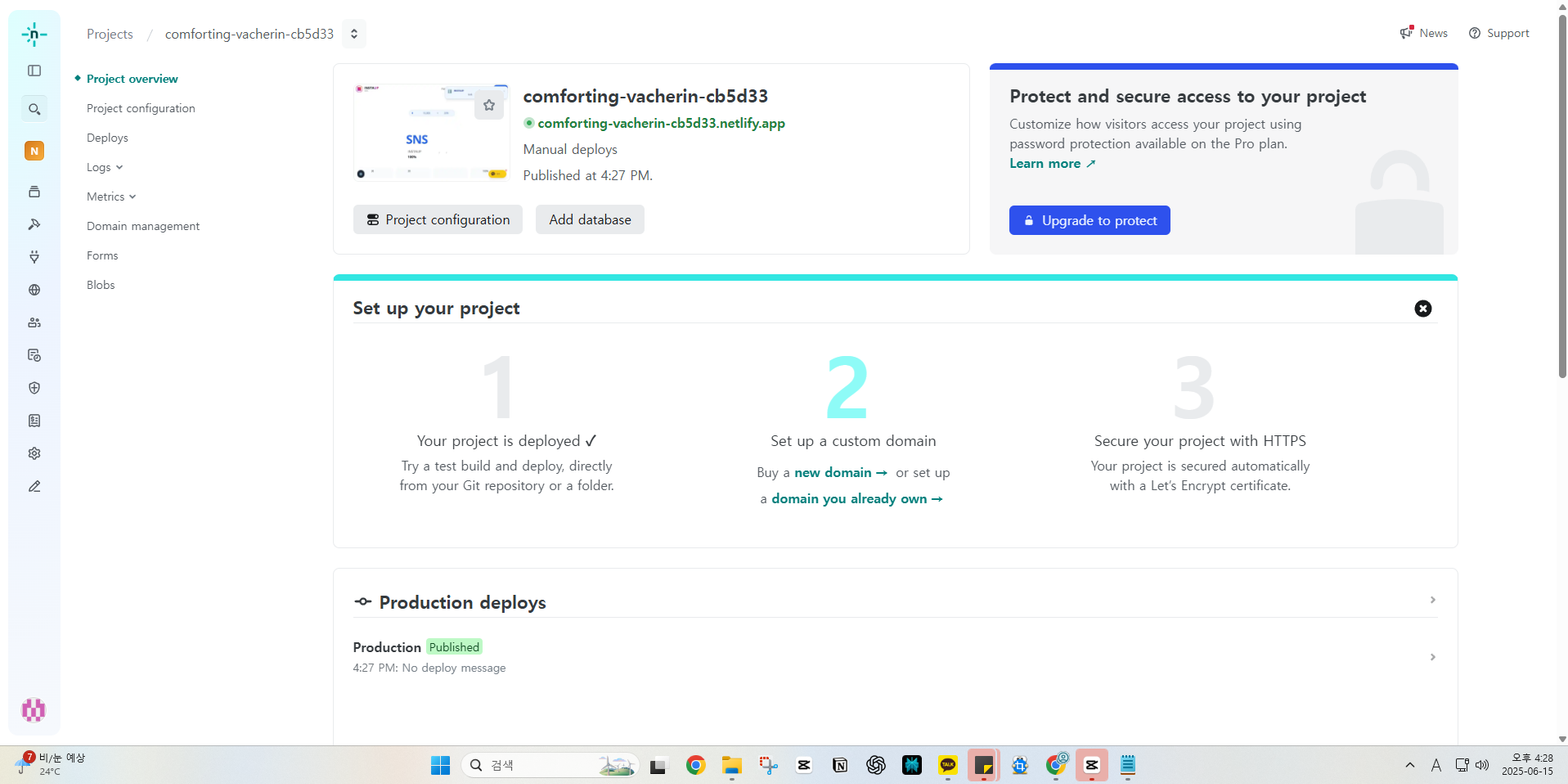 Projects / comforting-vacherin-cb5d33
News
Support
Project overview
Project configuration
Deploys
Logs
Metrics
Domain management
Forms
Blobs
N
SNS
comforting-vacherin-cb5d33
comforting-vacherin-cb5d33.netlify.app
Manual deploys
Published at 4:27 PM.
Project configuration
Add database
Protect and secure access to your project
Customize how visitors access your project using
password protection available on the Pro plan.
Learn more ↗
Upgrade to protect
Set up your project
1
Your project is deployed ✓
Try a test build and deploy, directly
from your Git repository or a folder.
2
Set up a custom domain
Buy a new domain → or set up
a domain you already own →
3
Secure your project with HTTPS
Your project is secured automatically
with a Let's Encrypt certificate.
Production deploys
Production Published
4:27 PM: No deploy message
7
비/눈 예상
24°C
검색
TALK
A
오후 4:28
2025-06-15